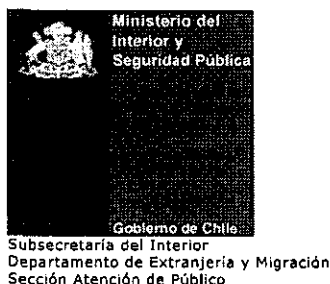 Ministerio del
Interior y
Seguridad Pública
Gobierno de Chile
Subsecretaría del Interior
Departamento de Extranjería y Migración
Sección Atención de Público